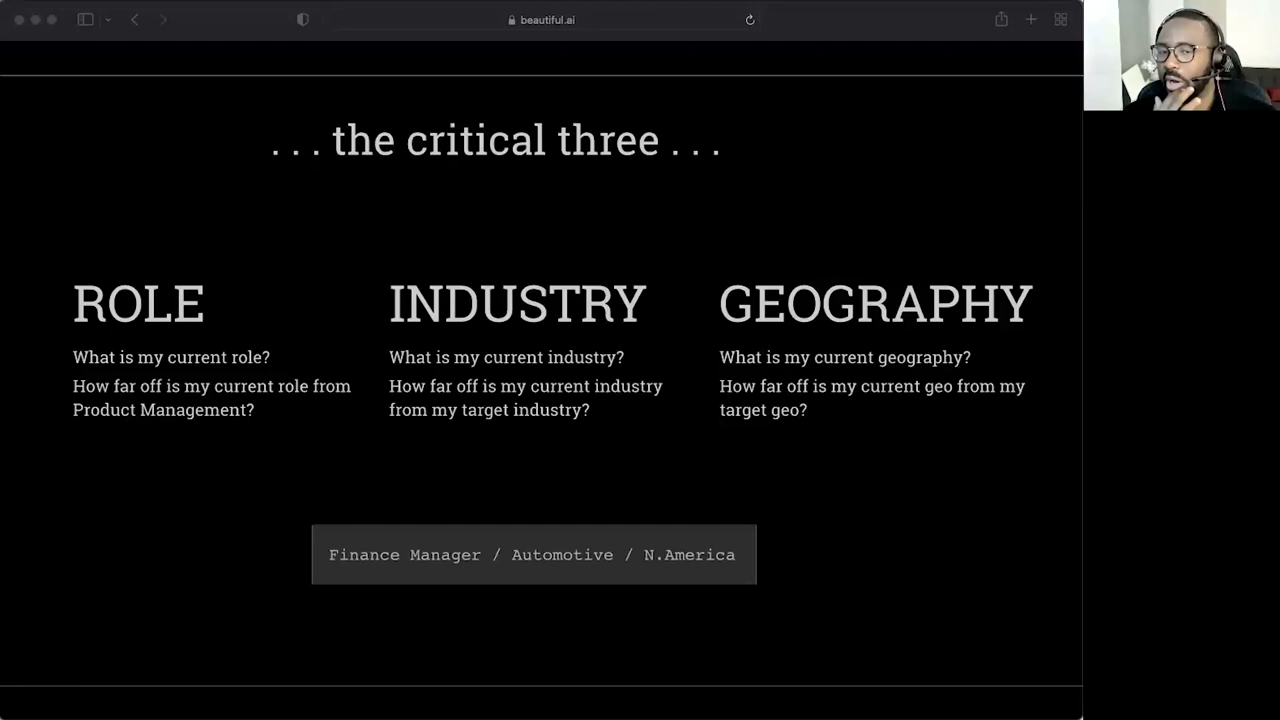 beautiful.ai
. . . the critical three . . .
ROLE
What is my current role?
How far off is my current role from
Product Management?
INDUSTRY
What is my current industry?
How far off is my current industry
from my target industry?
GEOGRAPHY
What is my current geography?
How far off is my current geo from my
target geo?
Finance Manager / Automotive / N.America